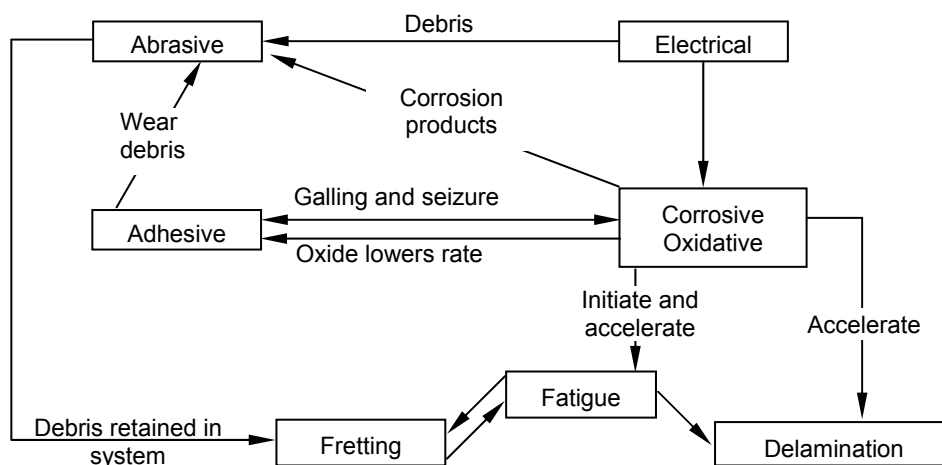 Debris
Abrasive
Electrical
Corrosion
products
Wear
debris
Galling and seizure
Corrosive
Oxidative
Adhesive
Oxide lowers rate
Initiate and
accelerate
Accelerate
Fatigue
Debris retained in
system
Fretting
Delamination